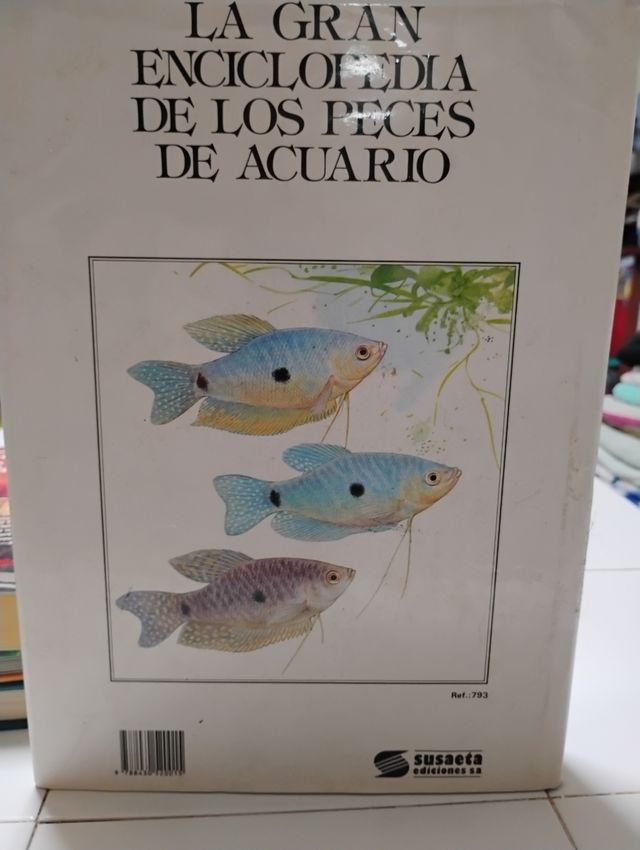 LA GRAN
ENCICLOPEDIA
DE LOS PECES
DE ACUARIO
Ref.:793
susaeta
ediciones sa